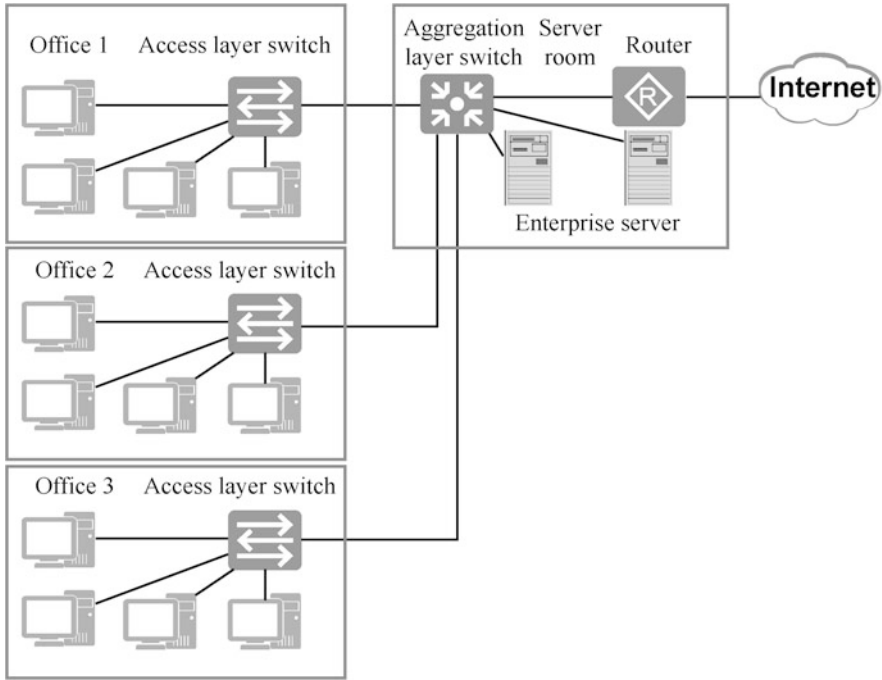 Office 1
Access layer switch
Aggregation
layer switch
Server
room
Router
R
Internet
Enterprise server
Office 2
Access layer switch
Office 3
Access layer switch